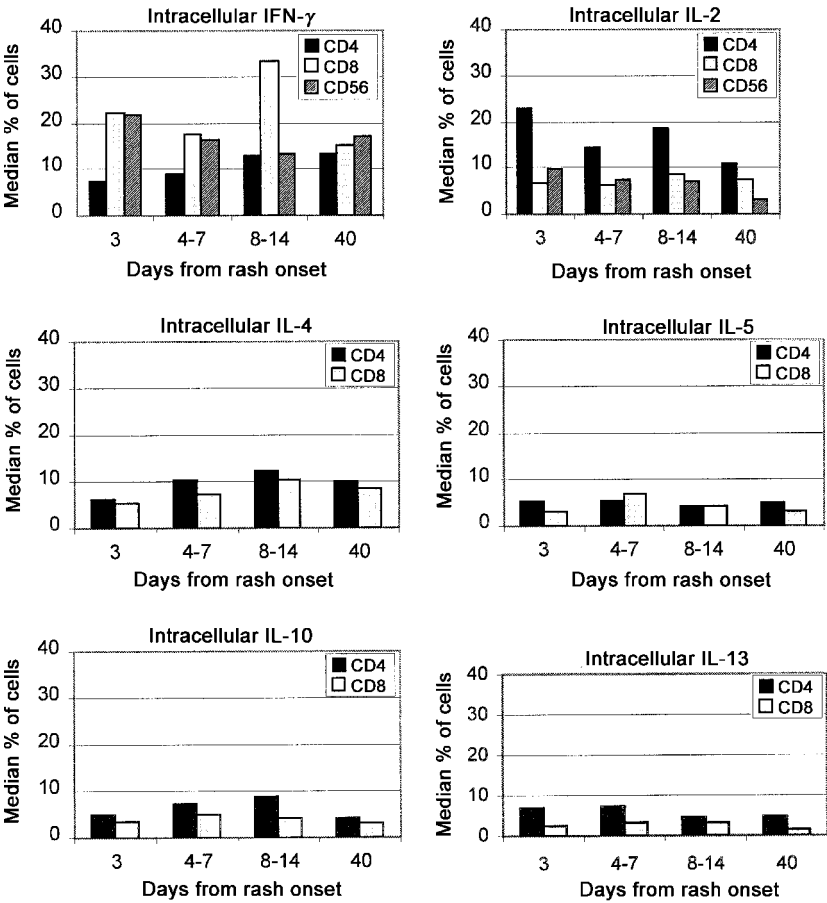 Intracellular IFN-γ
Median % of cells
40
30
20
10
0
CD4
CD8
CD56
3 4-7 8-14 40
Days from rash onset
Intracellular IL-2
Median % of cells
40
30
20
10
0
CD4
CD8
CD56
3 4-7 8-14 40
Days from rash onset
Intracellular IL-4
Median % of cells
40
30
20
10
0
CD4
CD8
3 4-7 8-14 40
Days from rash onset
Intracellular IL-5
Median % of cells
40
30
20
10
0
CD4
CD8
3 4-7 8-14 40
Days from rash onset
Intracellular IL-10
Median % of cells
40
30
20
10
0
CD4
CD8
3 4-7 8-14 40
Days from rash onset
Intracellular IL-13
Median % of cells
40
30
20
10
0
CD4
CD8
3 4-7 8-14 40
Days from rash onset